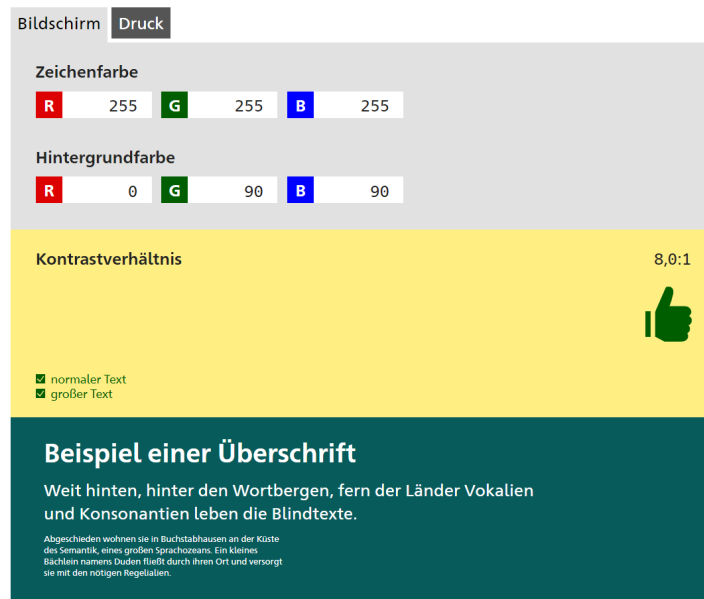 Bildschirm Druck
Zeichenfarbe
R 255 G 255 B 255
Hintergrundfarbe
R 0 G 90 B 90
Kontrastverhältnis 8,0:1
normaler Text
großer Text
Beispiel einer Überschrift
Weit hinten, hinter den Wortbergen, fern der Länder Vokalien
und Konsonantien leben die Blindtexte.
Abgeschieden wohnen sie in Buchstabhausen an der Küste
des Semantik, eines großen Sprachozeans. Ein kleines
Bächlein namens Duden fließt durch ihren Ort und versorgt
sie mit den nötigen Regelialien.